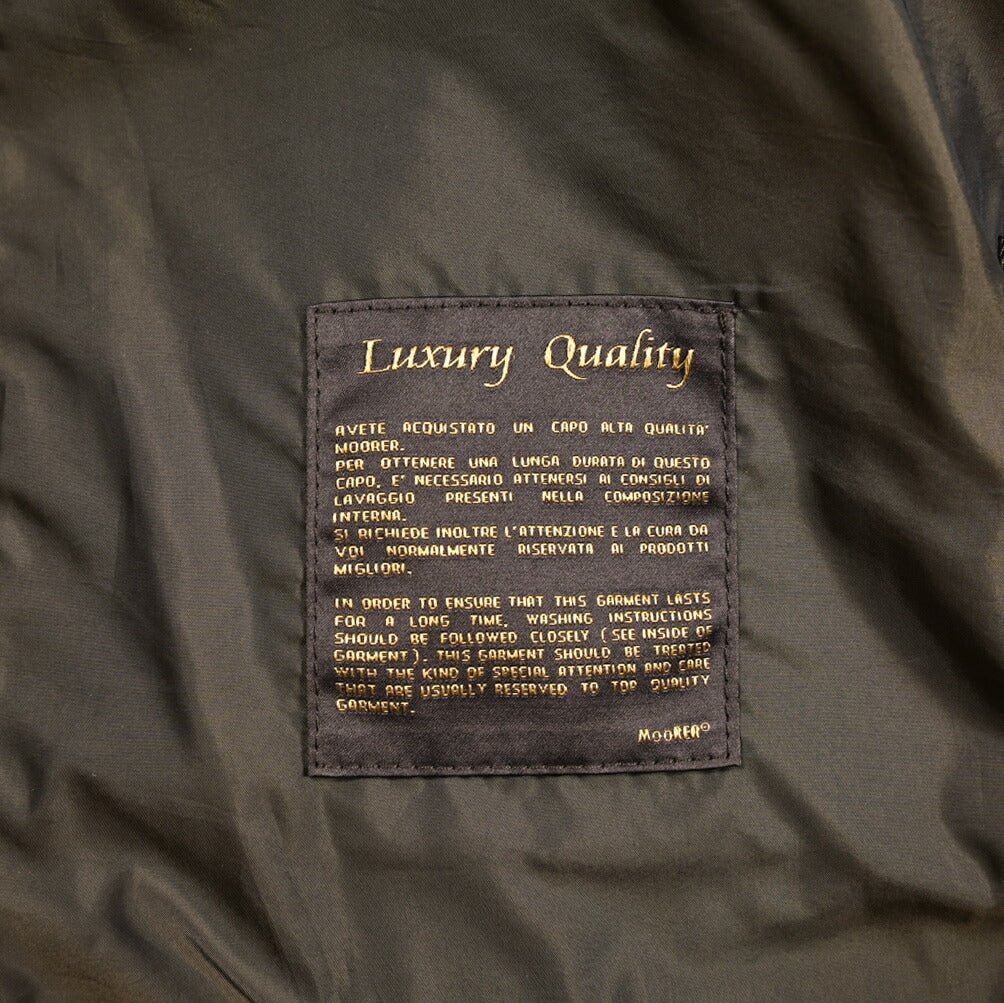 Luxury Quality
AVETE ACQUISTATO UN CAPO ALTA QUALITA'
MOORER.
PER OTTENERE UNA LUNGA DURATA DI QUESTO
CAPO, E' NECESSARIO ATTENERSI AI CONSIGLI DI
LAVAGGIO PRESENTI NELLA COMPOSIZIONE
INTERNA.
SI RICHIEDE INOLTRE L'ATTENZIONE E LA CURA DA
VOI NORMALMENTE RISERVATA AI PRODOTTI
MIGLIORI.
IN ORDER TO ENSURE THAT THIS GARMENT LASTS
FOR A LONG TIME, WASHING INSTRUCTIONS
SHOULD BE FOLLOWED CLOSELY (SEE INSIDE OF
GARMENT). THIS GARMENT SHOULD BE TREATED
WITH THE KIND OF SPECIAL ATTENTION AND CARE
THAT ARE USUALLY RESERVED TO TOP QUALITY
GARMENT.
MOORER©